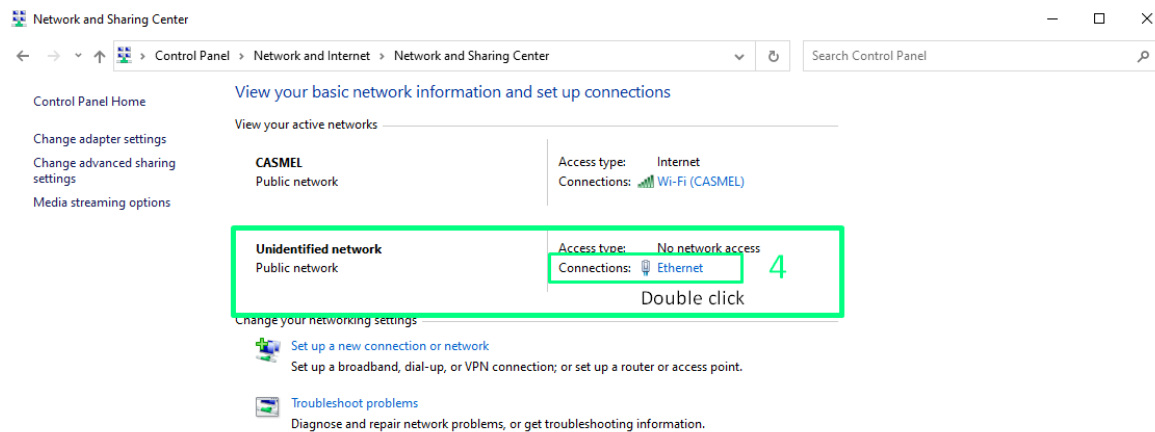 Network and Sharing Center
Control Panel > Network and Internet > Network and Sharing Center
Search Control Panel
Control Panel Home
Change adapter settings
Change advanced sharing
settings
Media streaming options
View your basic network information and set up connections
View your active networks
CASMEL
Public network
Access type: Internet
Connections: Wi-Fi (CASMEL)
Unidentified network
Public network
Access type: No network access
Connections: Ethernet
4
Double click
Change your networking settings
Set up a new connection or network
Set up a broadband, dial-up, or VPN connection; or set up a router or access point.
Troubleshoot problems
Diagnose and repair network problems, or get troubleshooting information.